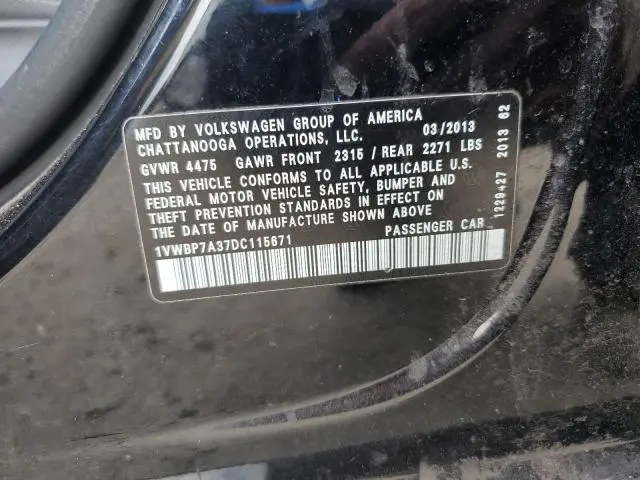 MFD BY VOLKSWAGEN GROUP OF AMERICA
CHATTANOOGA OPERATIONS, LLC. 03/2013
GVWR 4475 GAWR FRONT 2315 / REAR 2271 LBS
THIS VEHICLE CONFORMS TO ALL APPLICABLE U.S.
FEDERAL MOTOR VEHICLE SAFETY, BUMPER AND
THEFT PREVENTION STANDARDS IN EFFECT ON
THE DATE OF MANUFACTURE SHOWN ABOVE
1VWBP7A37DC115671 PASSENGER CAR
1229427 2013 62